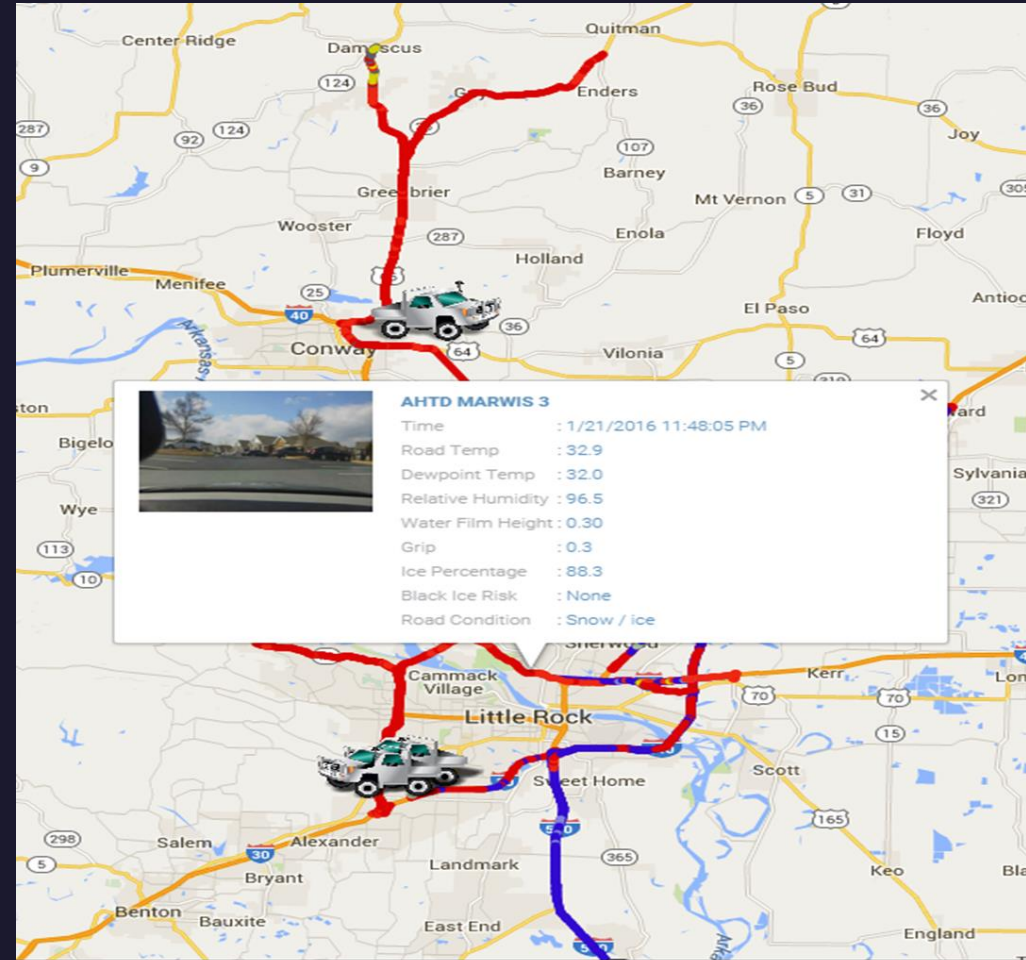 Quitman
Center Ridge
Damascus
124
Enders
Rose Bud
36
36
287
124
92
Joy
9
107
Barney
Greenbrier
Mt Vernon
5
31
Wooster
287
Enola
Floyd
Holland
Plumerville
Menifee
25
40
El Paso
36
64
Conway
64
Vilonia
5
Arkansas
AHTD MARWIS 3
Time : 1/21/2016 11:48:05 PM
Road Temp : 32.9
Dewpoint Temp : 32.0
Relative Humidity : 96.5
Water Film Height : 0.30
Grip : 0.3
Ice Percentage : 88.3
Black Ice Risk : None
Road Condition : Snow / ice
Sylvania
321
Wye
113
10
Sherwood
Cammack
Village
Kerr
70
70
Little Rock
15
Sweet Home
Scott
165
298
Salem
Alexander
5
30
365
Landmark
Bryant
Keo
Benton
Bauxite
East End
England